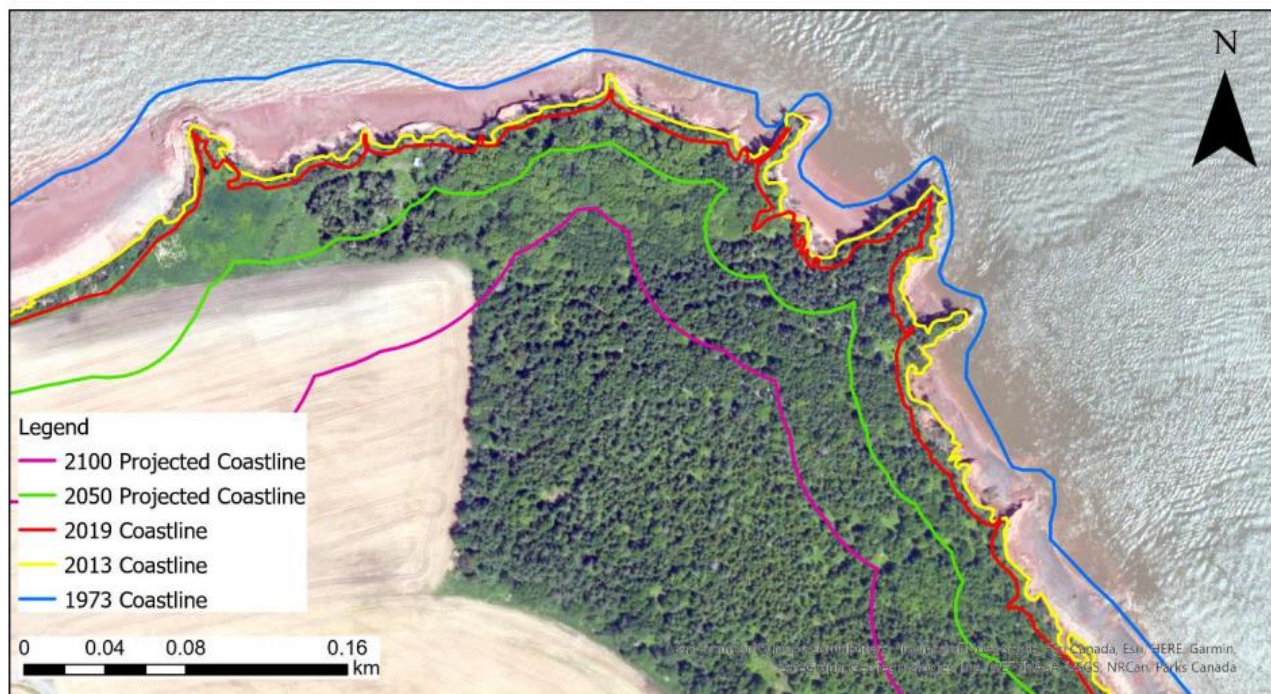 N
Legend
2100 Projected Coastline
2050 Projected Coastline
2019 Coastline
2013 Coastline
1973 Coastline
0 0.04 0.08 0.16
km
Canada, Esri, HERE, Garmin,
USGS, NRCan, Parks Canada